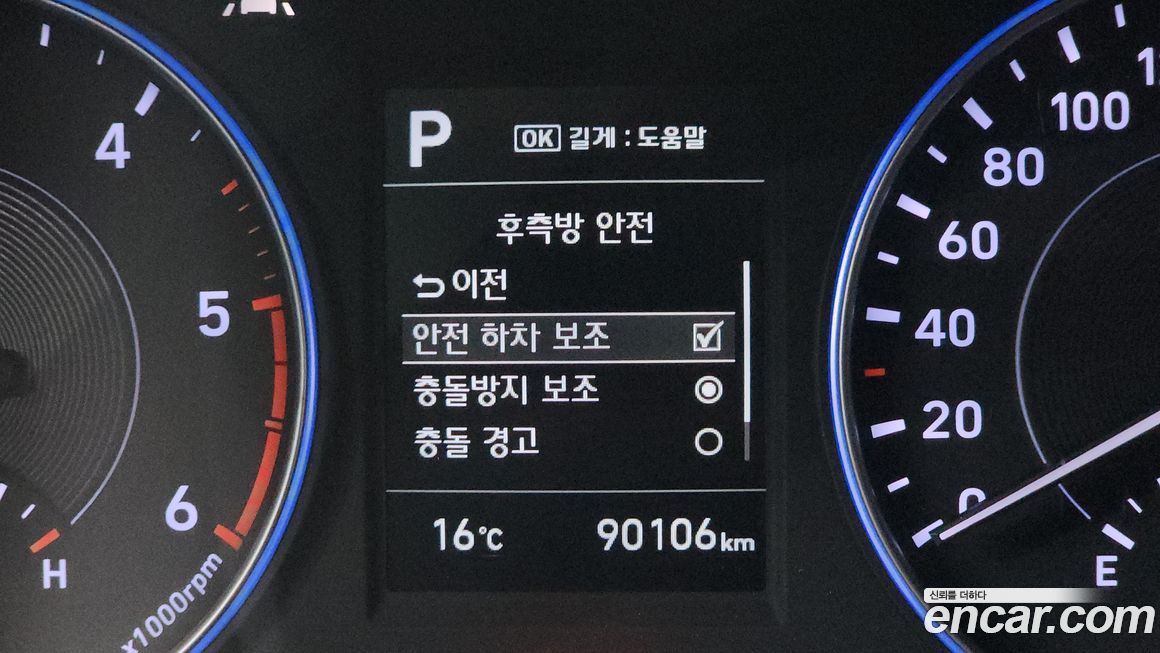 P
OK 길게 : 도움말
후측방 안전
이전
안전 하차 보조
충돌방지 보조
충돌 경고
16℃ 90106km
4
5
6
x1000rpm
H
100
80
60
40
20
0
E
신뢰를 더하다
encar.com